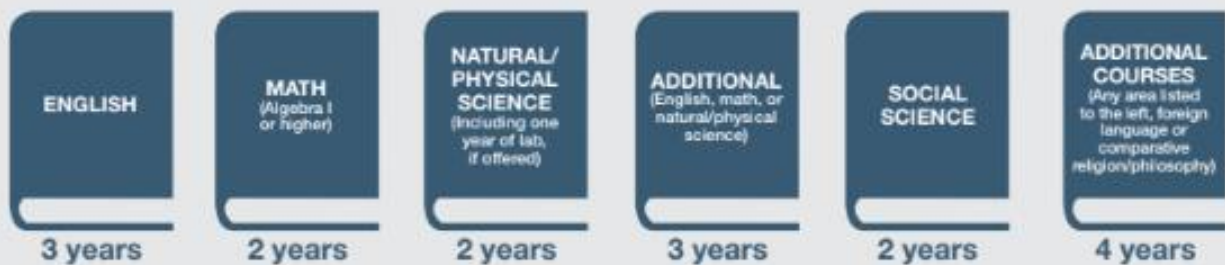 ENGLISH
3 years
MATH
(Algebra I
or higher)
2 years
NATURAL/
PHYSICAL
SCIENCE
(Including one
year of lab,
if offered)
2 years
ADDITIONAL
(English, math, or
natural/physical
science)
3 years
SOCIAL
SCIENCE
2 years
ADDITIONAL
COURSES
(Any area listed
to the left, foreign
language or
comparative
religion/philosophy)
4 years